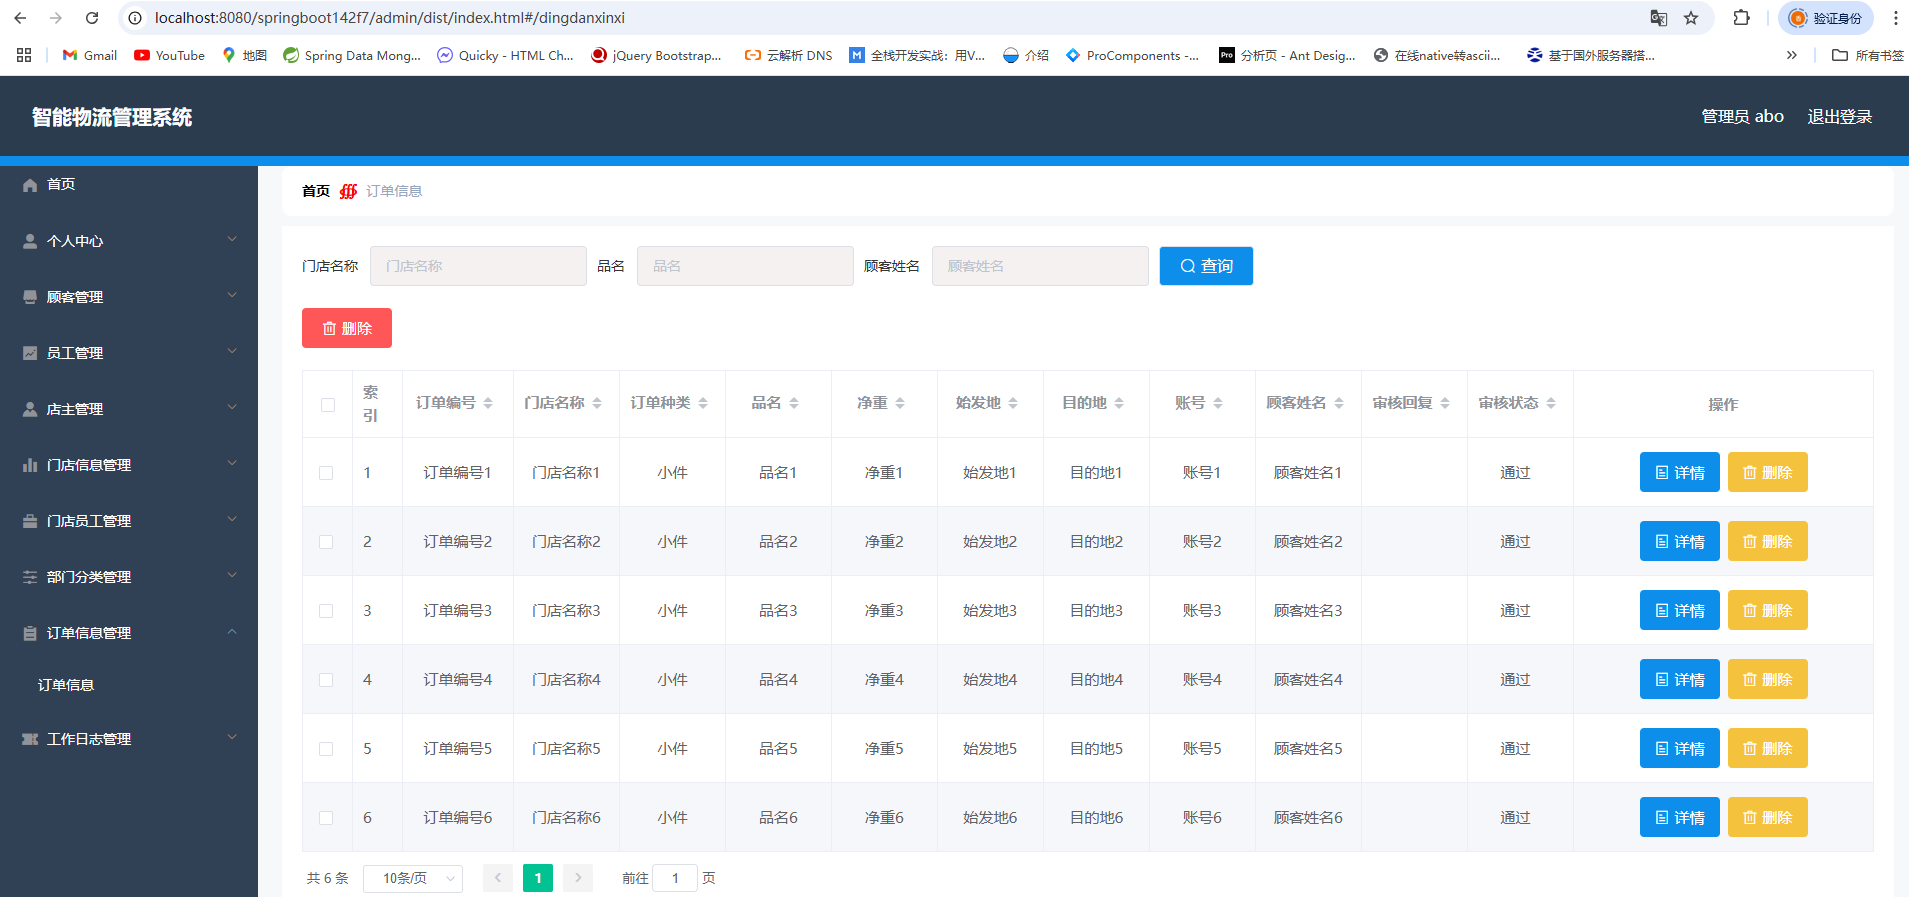 localhost:8080/springboot142f7/admin/dist/index.html#/dingdanxinxi
验证身份
Gmail YouTube 地图 Spring Data Mong... Quicky - HTML Ch... jQuery Bootstrap... 云解析 DNS 全栈开发实战：用V... 介绍 ProComponents -... Pro 分析页 - Ant Desig... 在线native转ascii... 基于国外服务器搭... » 所有书签
智能物流管理系统
管理员 abo 退出登录
首页
个人中心
顾客管理
员工管理
店主管理
门店信息管理
门店员工管理
部门分类管理
订单信息管理
订单信息
工作日志管理
首页 订单信息
门店名称 门店名称 品名 品名 顾客姓名 顾客姓名 查询
删除
索引 订单编号 门店名称 订单种类 品名 净重 始发地 目的地 账号 顾客姓名 审核回复 审核状态 操作
1 订单编号1 门店名称1 小件 品名1 净重1 始发地1 目的地1 账号1 顾客姓名1 通过 详情 删除
2 订单编号2 门店名称2 小件 品名2 净重2 始发地2 目的地2 账号2 顾客姓名2 通过 详情 删除
3 订单编号3 门店名称3 小件 品名3 净重3 始发地3 目的地3 账号3 顾客姓名3 通过 详情 删除
4 订单编号4 门店名称4 小件 品名4 净重4 始发地4 目的地4 账号4 顾客姓名4 通过 详情 删除
5 订单编号5 门店名称5 小件 品名5 净重5 始发地5 目的地5 账号5 顾客姓名5 通过 详情 删除
6 订单编号6 门店名称6 小件 品名6 净重6 始发地6 目的地6 账号6 顾客姓名6 通过 详情 删除
共 6 条 10条/页 1 前往 1 页